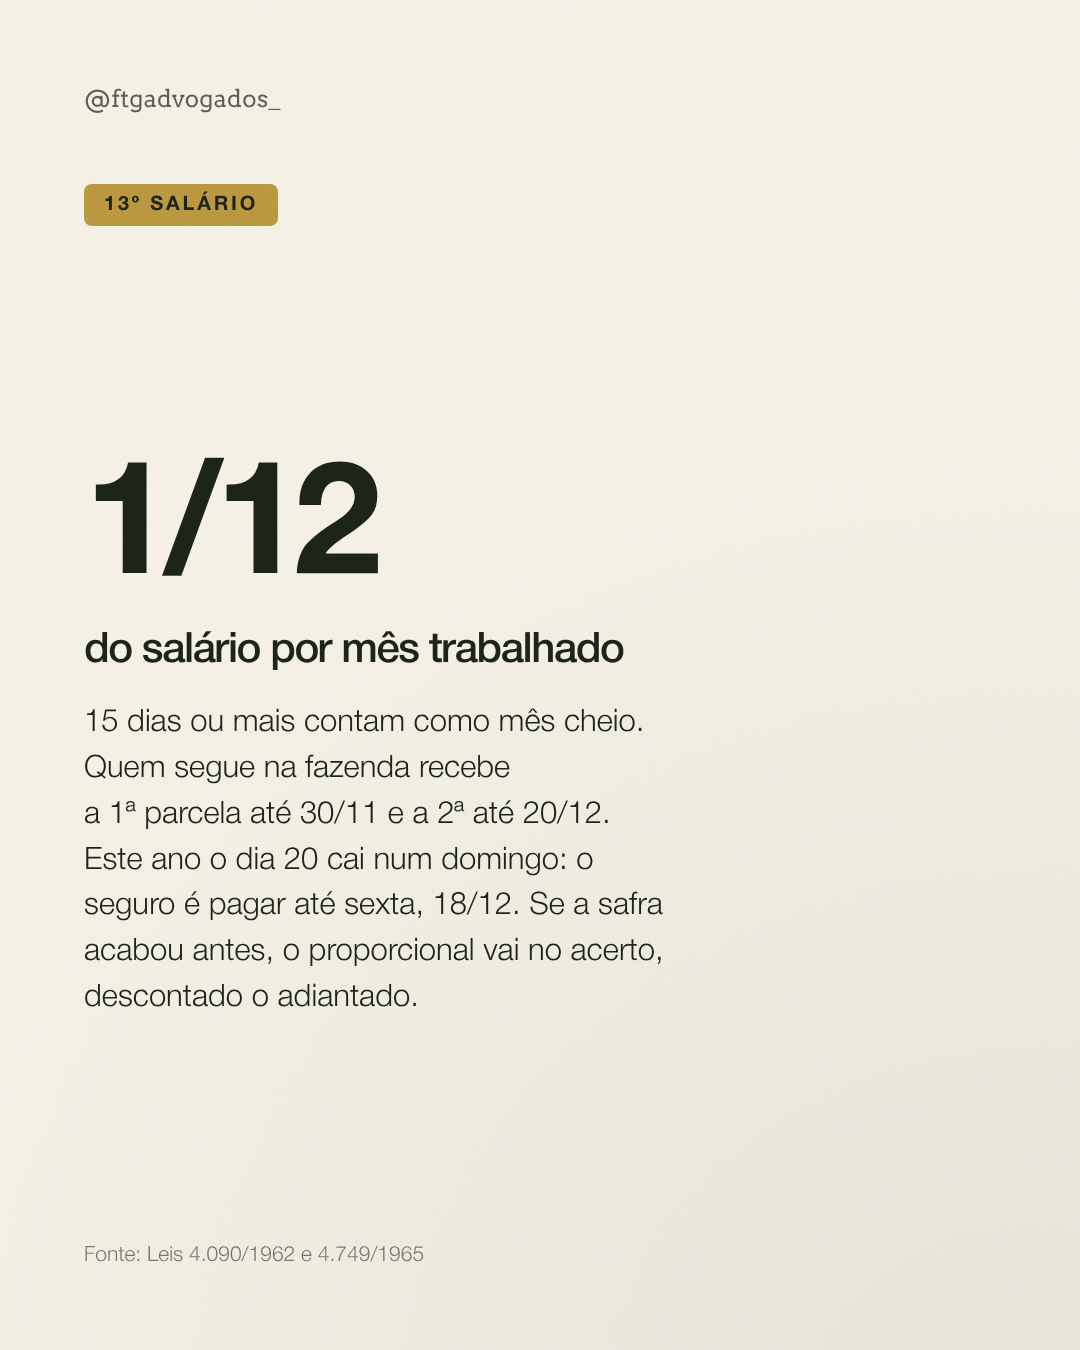 @ftgadvogados_
13º SALÁRIO
1/12
do salário por mês trabalhado
15 dias ou mais contam como mês cheio.
Quem segue na fazenda recebe
a 1ª parcela até 30/11 e a 2ª até 20/12.
Este ano o dia 20 cai num domingo: o
seguro é pagar até sexta, 18/12. Se a safra
acabou antes, o proporcional vai no acerto,
descontado o adiantado.
Fonte: Leis 4.090/1962 e 4.749/1965